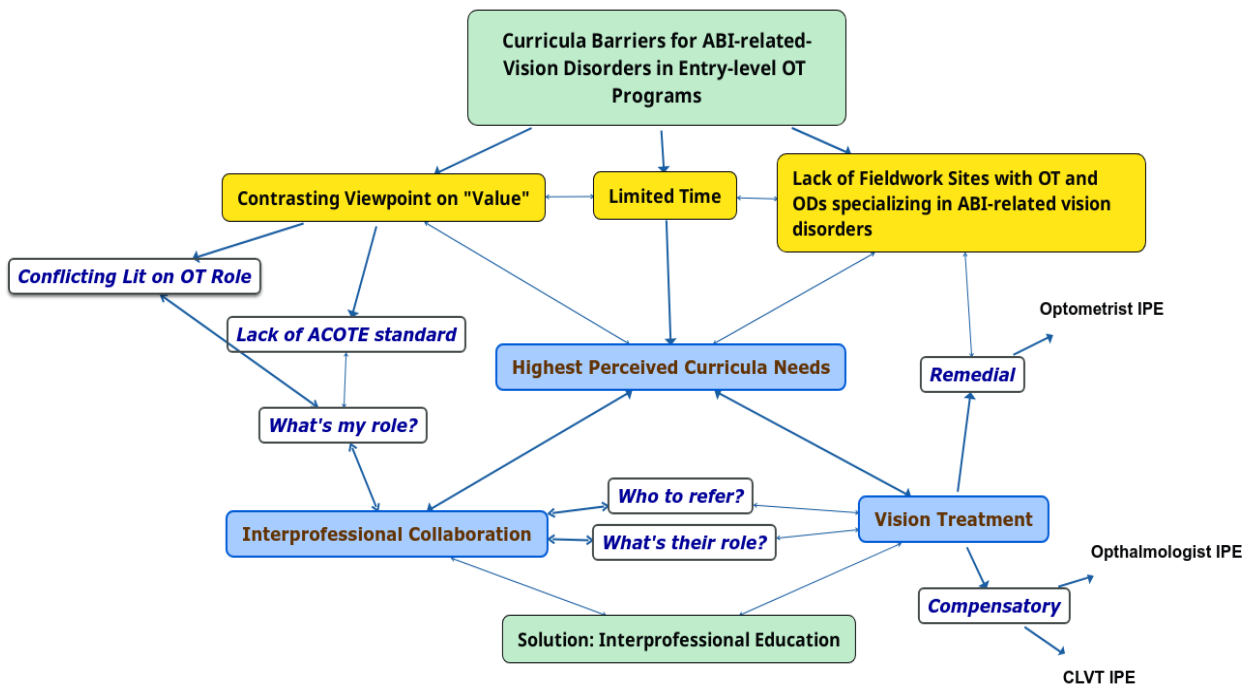 Curricula Barriers for ABI-related-
Vision Disorders in Entry-level OT
Programs
Contrasting Viewpoint on "Value"
Limited Time
Lack of Fieldwork Sites with OT and
ODs specializing in ABI-related vision
disorders
Conflicting Lit on OT Role
Lack of ACOTE standard
Optometrist IPE
Highest Perceived Curricula Needs
Remedial
What's my role?
Who to refer?
Interprofessional Collaboration
What's their role?
Vision Treatment
Opthalmologist IPE
Compensatory
Solution: Interprofessional Education
CLVT IPE